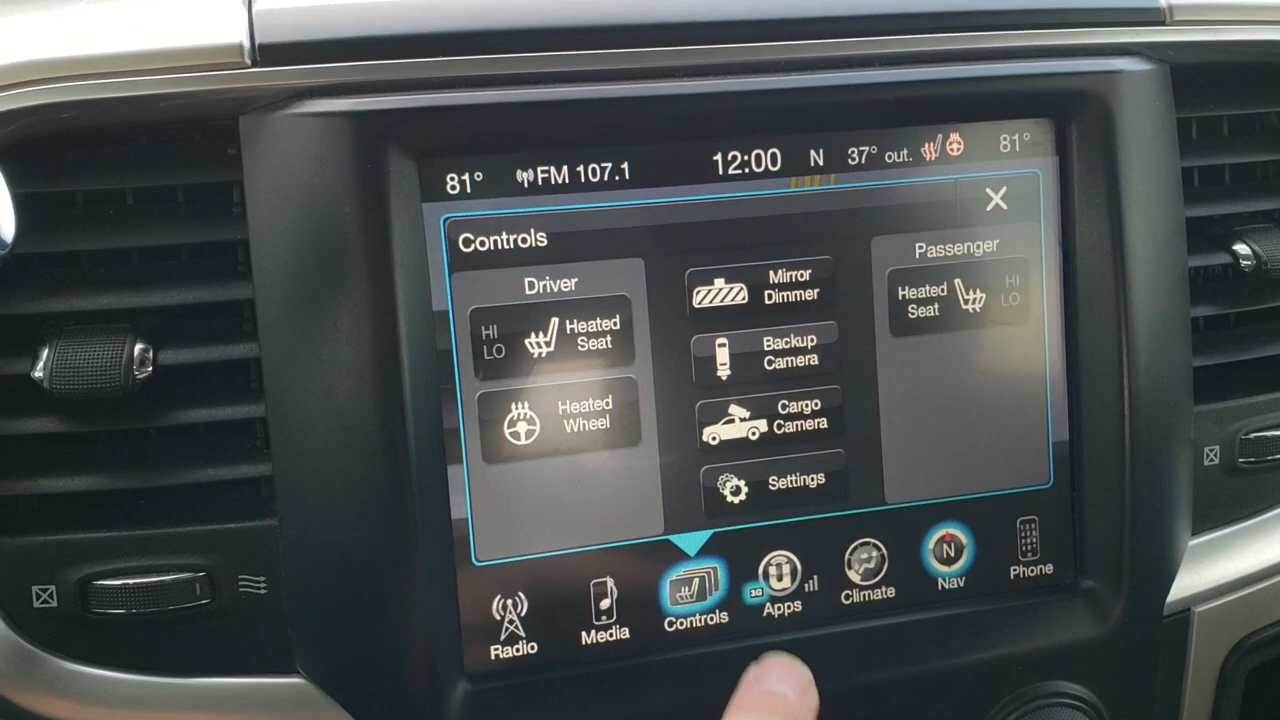 81° FM 107.1 12:00 N 37° out. 81°
Controls
Driver
HI
LO
Heated
Seat
Heated
Wheel
Mirror
Dimmer
Backup
Camera
Cargo
Camera
Settings
X
Passenger
Heated
Seat
HI
LO
Radio
Media
Controls
3G
Apps
Climate
N
Nav
Phone